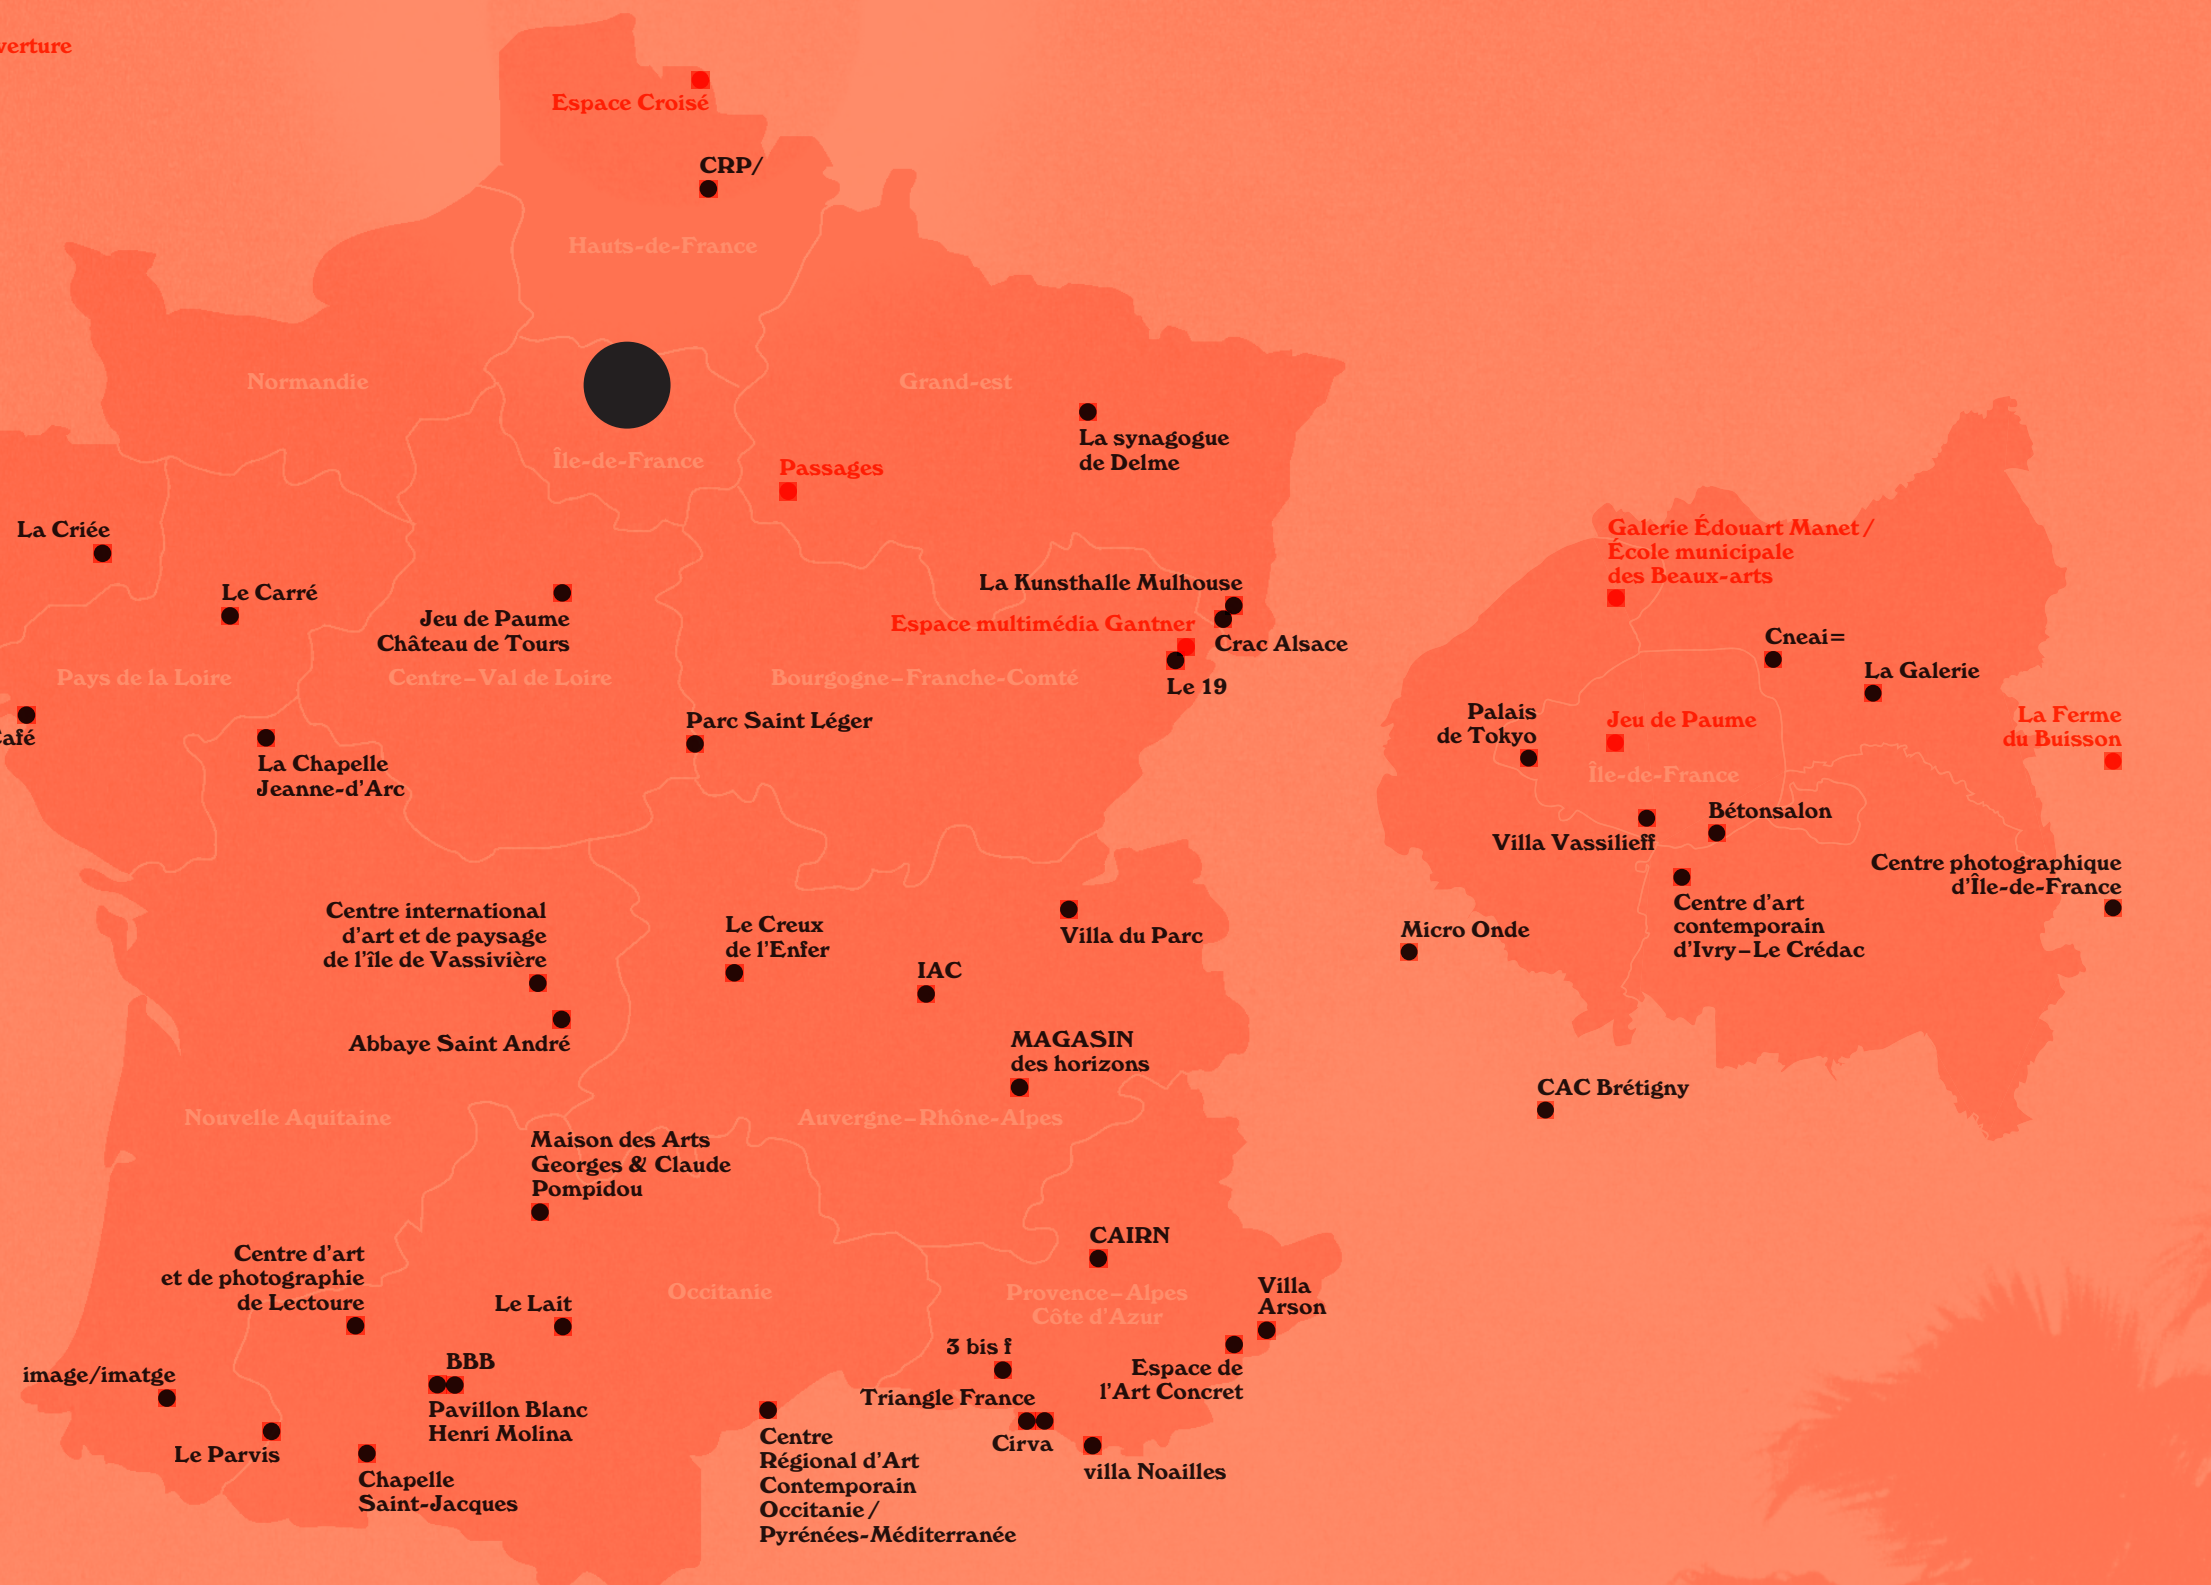 verture
Espace Croisé
CRP/
Hauts-de-France
Normandie
Grand-est
La synagogue
de Delme
Île-de-France
Passages
La Criée
Le Carré
Jeu de Paume
Château de Tours
La Kunsthalle Mulhouse
Espace multimédia Gantner
Crac Alsace
Le 19
Pays de la Loire
Centre–Val de Loire
Bourgogne–Franche-Comté
Parc Saint Léger
Café
La Chapelle
Jeanne-d'Arc
Centre international
d'art et de paysage
de l'île de Vassivière
Abbaye Saint André
Le Creux
de l'Enfer
IAC
Villa du Parc
MAGASIN
des horizons
Nouvelle Aquitaine
Auvergne–Rhône-Alpes
Maison des Arts
Georges & Claude
Pompidou
Centre d'art
et de photographie
de Lectoure
Le Lait
Occitanie
CAIRN
Provence–Alpes
Côte d'Azur
Villa
Arson
Espace de
l'Art Concret
3 bis f
Triangle France
Cirva
villa Noailles
image/imatge
BBB
Pavillon Blanc
Henri Molina
Le Parvis
Chapelle
Saint-Jacques
Centre
Régional d'Art
Contemporain
Occitanie /
Pyrénées-Méditerranée
Galerie Édouart Manet /
École municipale
des Beaux-arts
Cneai=
La Galerie
Palais
de Tokyo
Jeu de Paume
La Ferme
du Buisson
Île-de-France
Bétonsalon
Villa Vassilieff
Centre photographique
d'Île-de-France
Centre d'art
contemporain
d'Ivry–Le Crédac
Micro Onde
CAC Brétigny